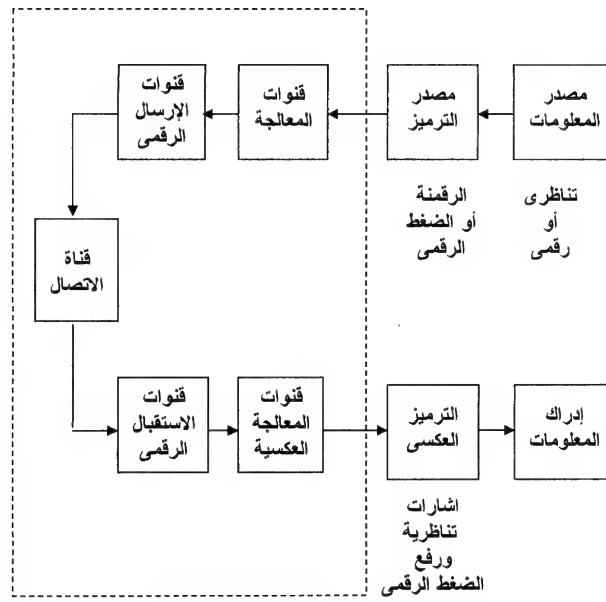 مصدر
المعلومات
مصدر
الترميز
قنوات
المعالجة
قنوات
الإرسال
الرقمى
تناظرى
أو
رقمى
الرقمنة
أو الضغط
الرقمى
قناة
الاتصال
قنوات
الاستقبال
الرقمى
قنوات
المعالجة
العكسية
الترميز
العكسى
إدراك
المعلومات
اشارات
تناظرية
ورفع
الضغط الرقمى